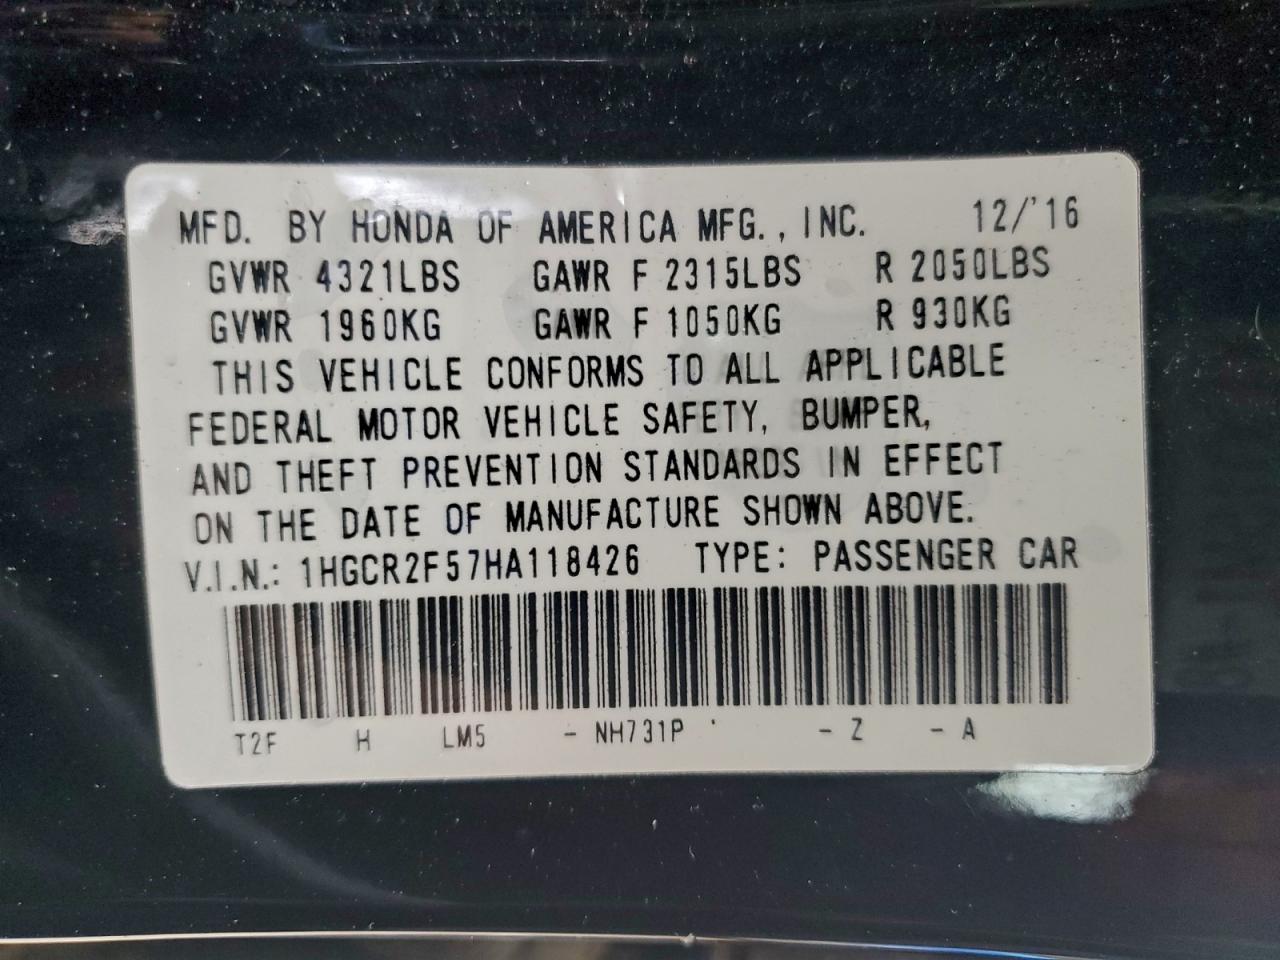 MFD. BY HONDA OF AMERICA MFG., INC. 12/'16
GVWR 4321LBS GAWR F 2315LBS R 2050LBS
GVWR 1960KG GAWR F 1050KG R 930KG
THIS VEHICLE CONFORMS TO ALL APPLICABLE
FEDERAL MOTOR VEHICLE SAFETY, BUMPER,
AND THEFT PREVENTION STANDARDS IN EFFECT
ON THE DATE OF MANUFACTURE SHOWN ABOVE.
V.I.N.: 1HGCR2F57HA118426 TYPE: PASSENGER CAR
T2F H LM5 - NH731P - Z - A